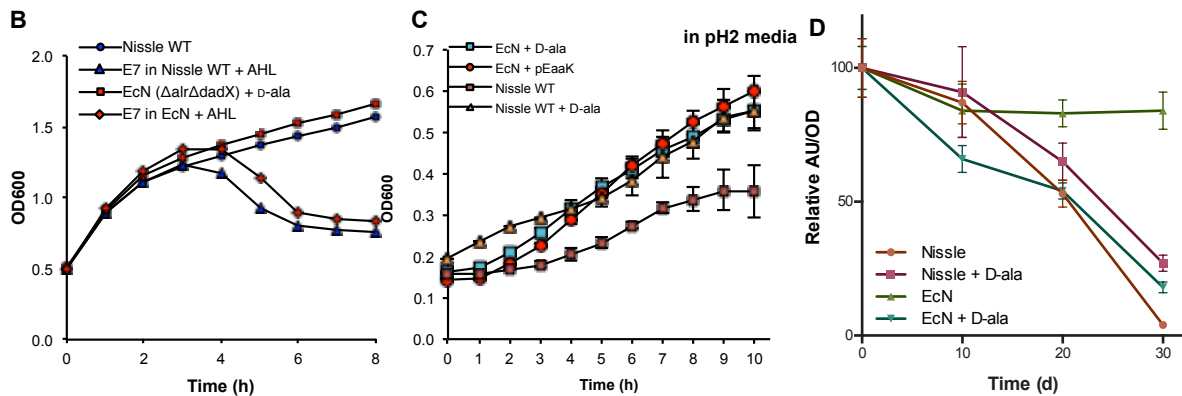 B
Nissle WT
E7 in Nissle WT + AHL
EcN (ΔalrΔdadX) + D-ala
E7 in EcN + AHL
OD600
2.0
1.5
1.0
0.5
0.0
0 2 4 6 8
Time (h)
C
in pH2 media
EcN + D-ala
EcN + pEaaK
Nissle WT
Nissle WT + D-ala
OD600
0.7
0.6
0.5
0.4
0.3
0.2
0.1
0.0
0 1 2 3 4 5 6 7 8 9 10
Time (h)
D
Relative AU/OD
100
50
0
Nissle
Nissle + D-ala
EcN
EcN + D-ala
0 10 20 30
Time (d)